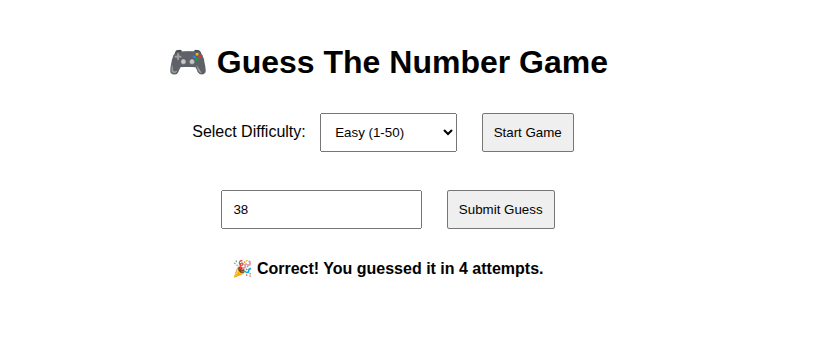 🎮 Guess The Number Game
Select Difficulty: Easy (1-50) Start Game
38 Submit Guess
🎉 Correct! You guessed it in 4 attempts.